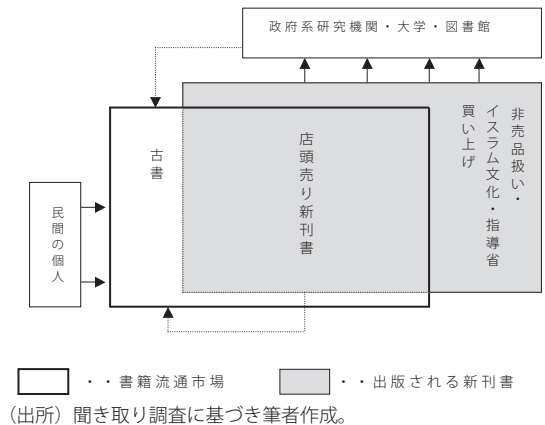 政府系研究機関・大学・図書館
非売品扱い・
イスラム文化・指導省
買い上げ
店頭売り新刊書
古書
民間の個人
・・書籍流通市場
・・出版される新刊書
(出所) 聞き取り調査に基づき筆者作成。